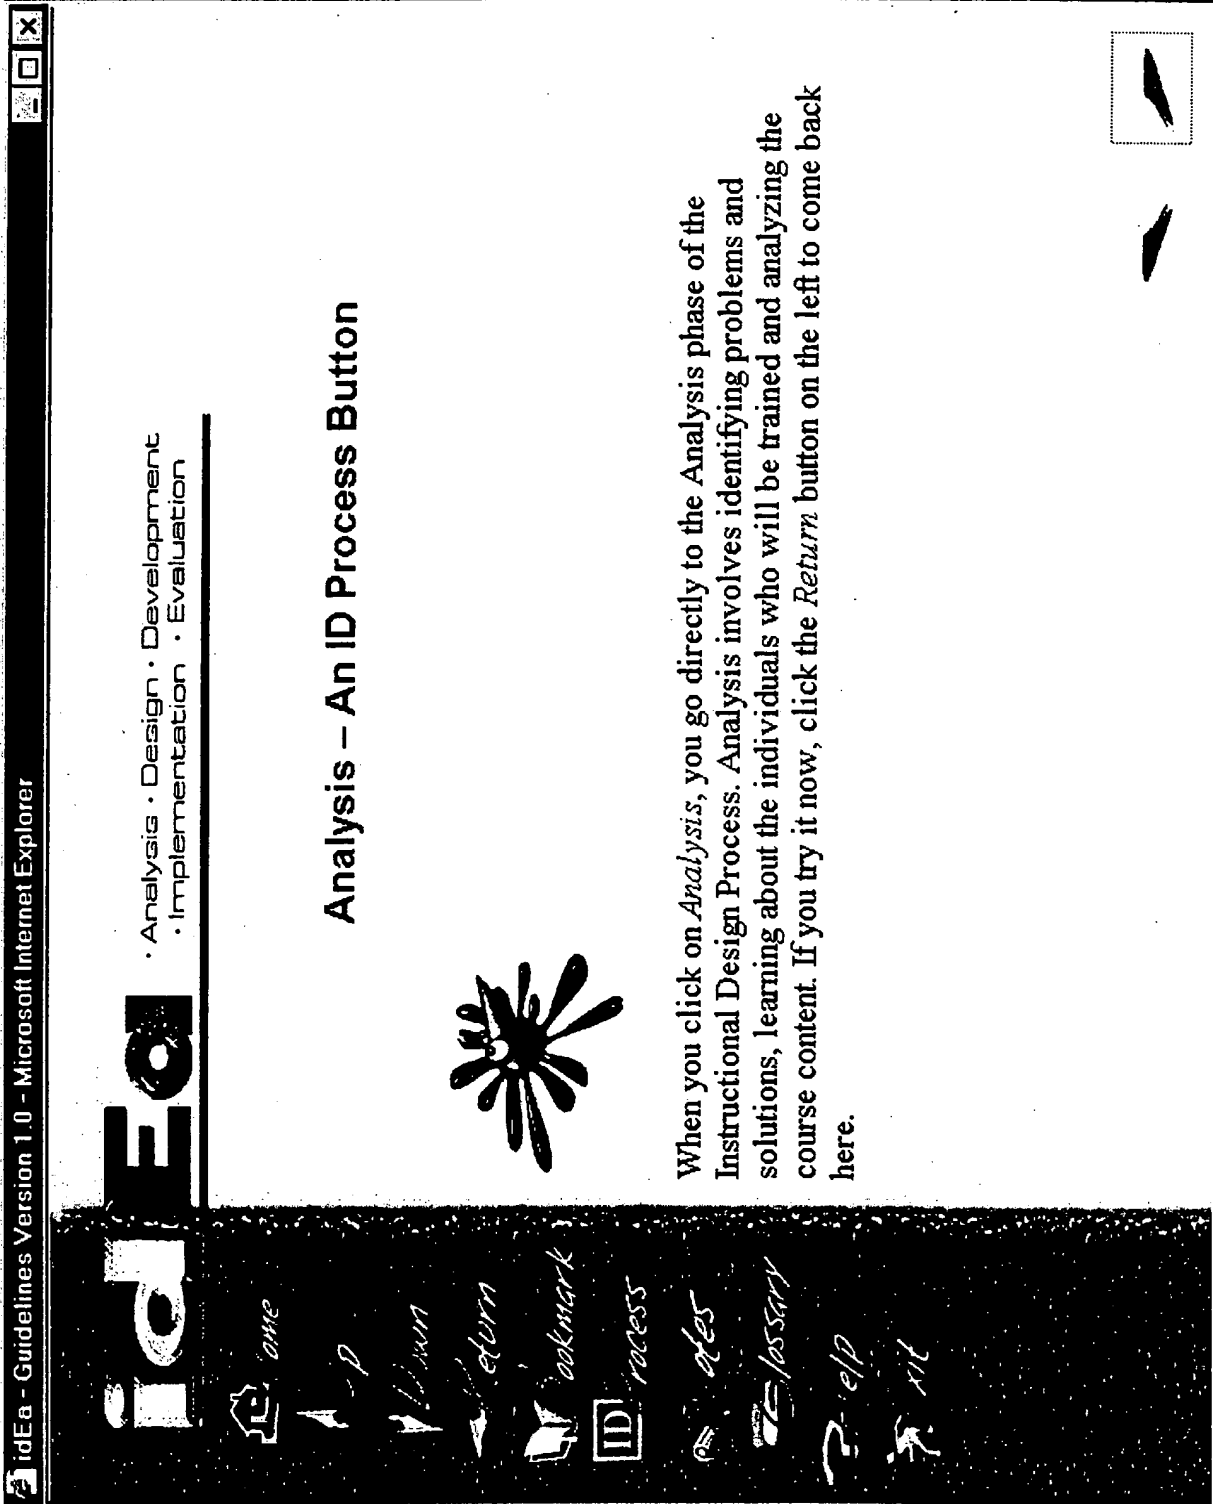 idEa - Guidelines Version 1.0 - Microsoft Internet Explorer
idEa
· Analysis · Design · Development
· Implementation · Evaluation
ome
p
eturn
ookmark
ID rocess
otes
lossary
? elp
xit
Analysis – An ID Process Button
When you click on Analysis, you go directly to the Analysis phase of the
Instructional Design Process. Analysis involves identifying problems and
solutions, learning about the individuals who will be trained and analyzing the
course content. If you try it now, click the Return button on the left to come back
here.